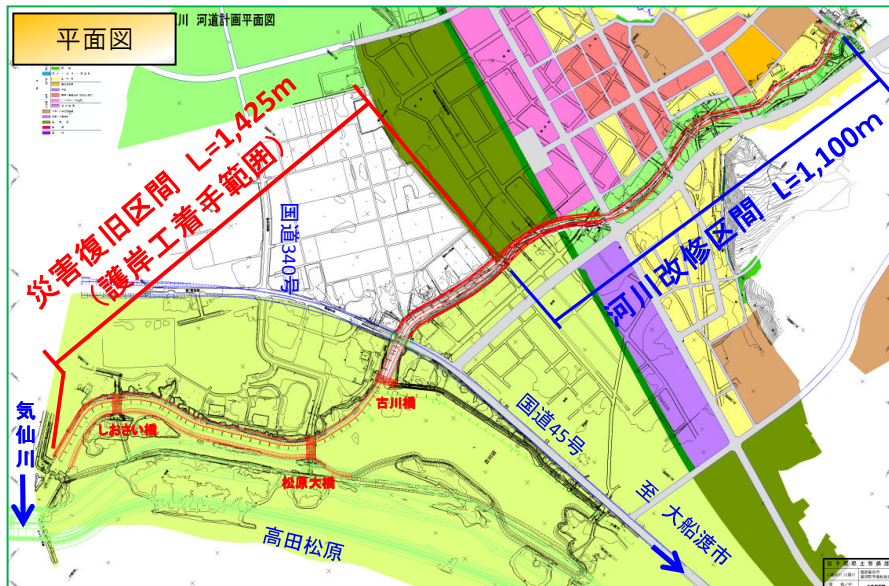 平面図
川 河道計画平面図
災害復旧区間 L=1,425m
(護岸工着手範囲)
河川改修区間 L=1,100m
国道340号
古川橋
しおさい橋
松原大橋
気仙川
国道45号
至 大船渡市
高田松原